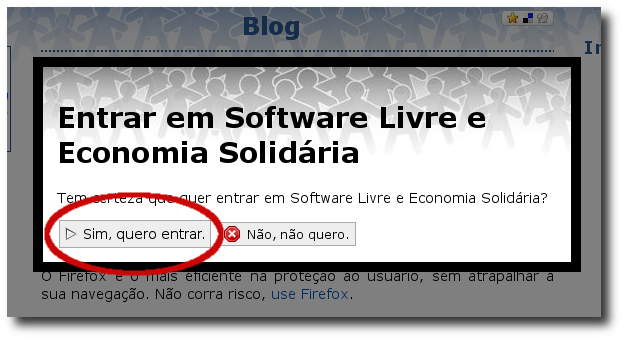 Blog
In
Entrar em Software Livre e
Economia Solidária
Tem certeza que quer entrar em Software Livre e Economia Solidária?
Sim, quero entrar. Não, não quero.
O Firefox é o mais eficiente na proteção ao usuário, sem atrapalhar a
sua navegação. Não corra risco, use Firefox.